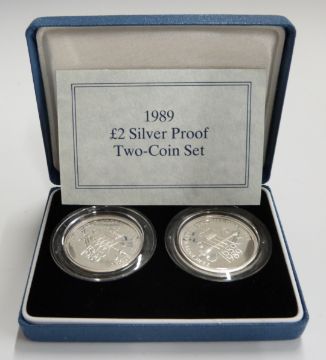 1989
£2 Silver Proof
Two-Coin Set